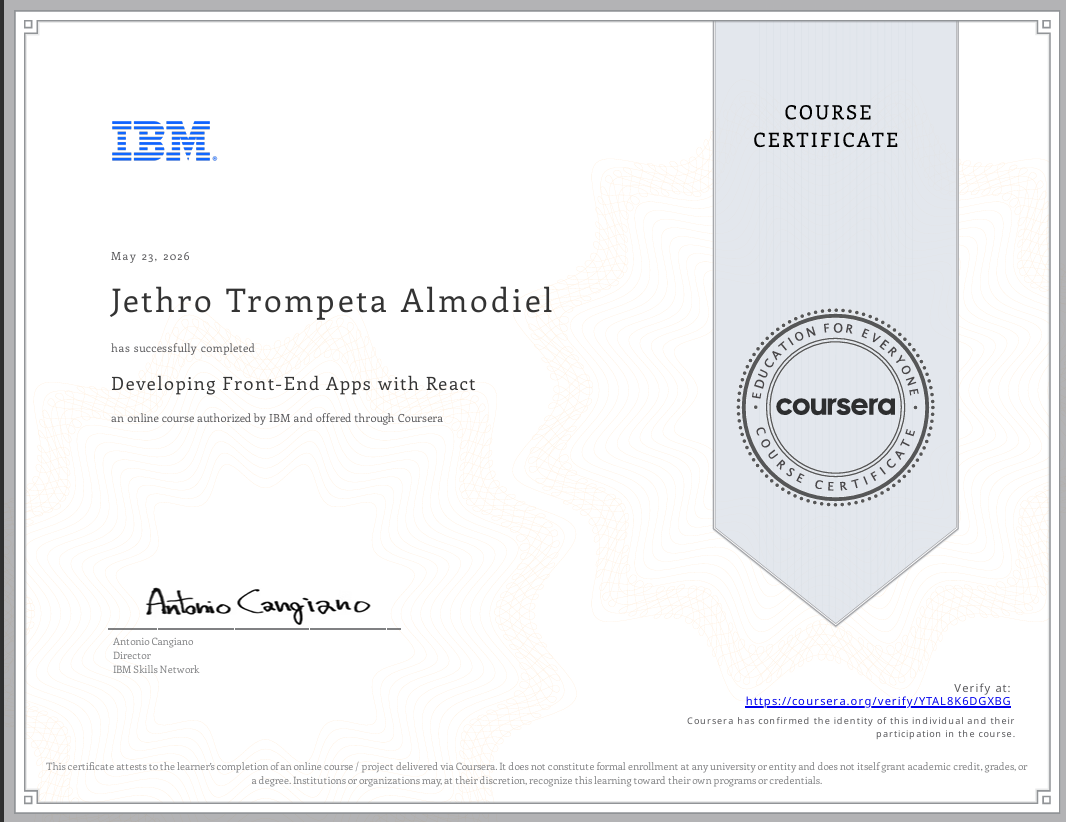 COURSE
CERTIFICATE
IBM®
May 23, 2026
Jethro Trompeta Almodiel
has successfully completed
Developing Front-End Apps with React
an online course authorized by IBM and offered through Coursera
EDUCATION FOR EVERYONE
coursera
COURSE CERTIFICATE
Antonio Cangiano
Antonio Cangiano
Director
IBM Skills Network
Verify at:
https://coursera.org/verify/YTAL8K6DGXBG
Coursera has confirmed the identity of this individual and their
participation in the course.
This certificate attests to the learner's completion of an online course / project delivered via Coursera. It does not constitute formal enrollment at any university or entity and does not itself grant academic credit, grades, or
a degree. Institutions or organizations may, at their discretion, recognize this learning toward their own programs or credentials.